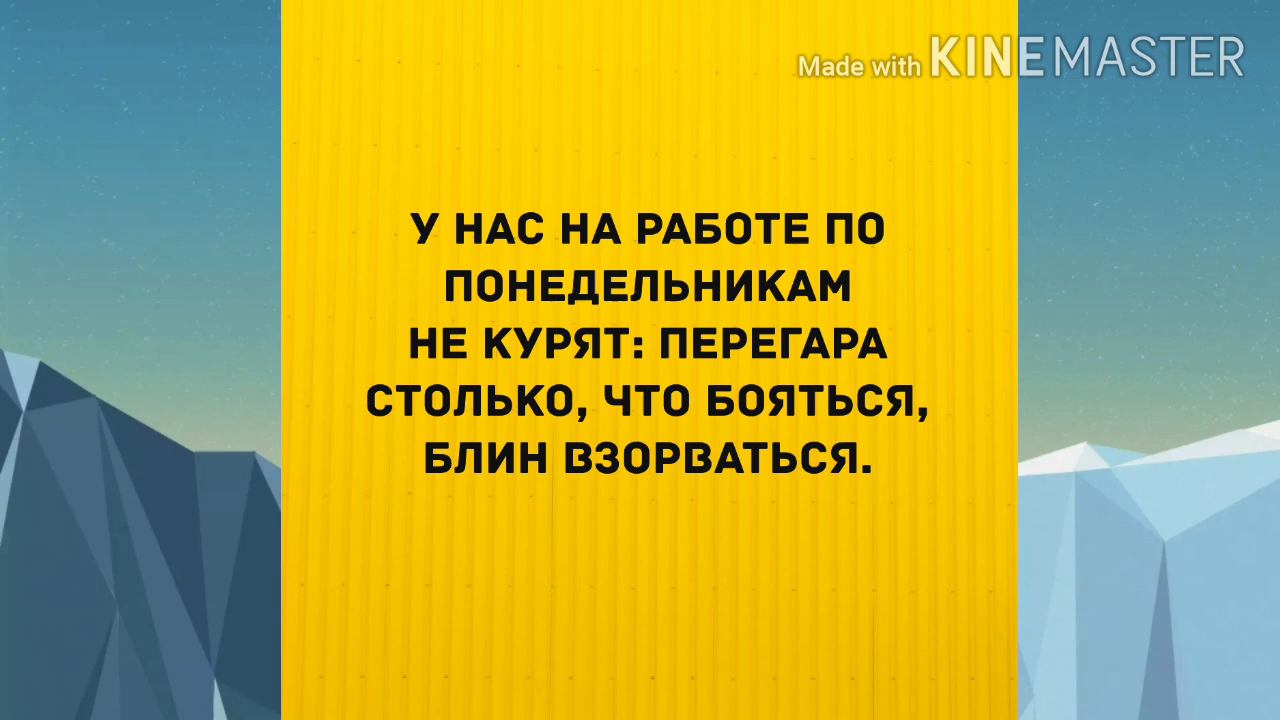 Made with KINEMASTER
У НАС НА РАБОТЕ ПО
ПОНЕДЕЛЬНИКАМ
НЕ КУРЯТ: ПЕРЕГАРА
СТОЛЬКО, ЧТО БОЯТЬСЯ,
БЛИН ВЗОРВАТЬСЯ.